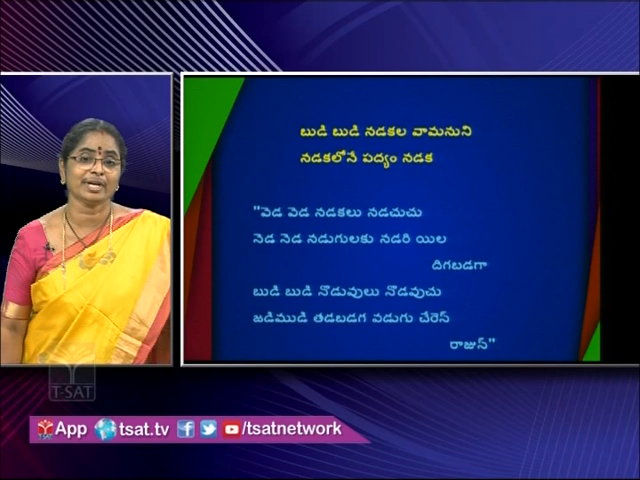 బుడి బుడి నడకల వామనుని
నడకలోనే పద్యం నడక
"వెడ వెడ నడకలు నడచుచు
నెడ నెడ నడుగులకు నడరి యిల
దిగబడగా
బుడి బుడి నొడువులు నొడవుచు
జడిముడి తడబడగ వడుగు చేరెన్
రాజున్"
T-SAT
App tsat.tv /tsatnetwork